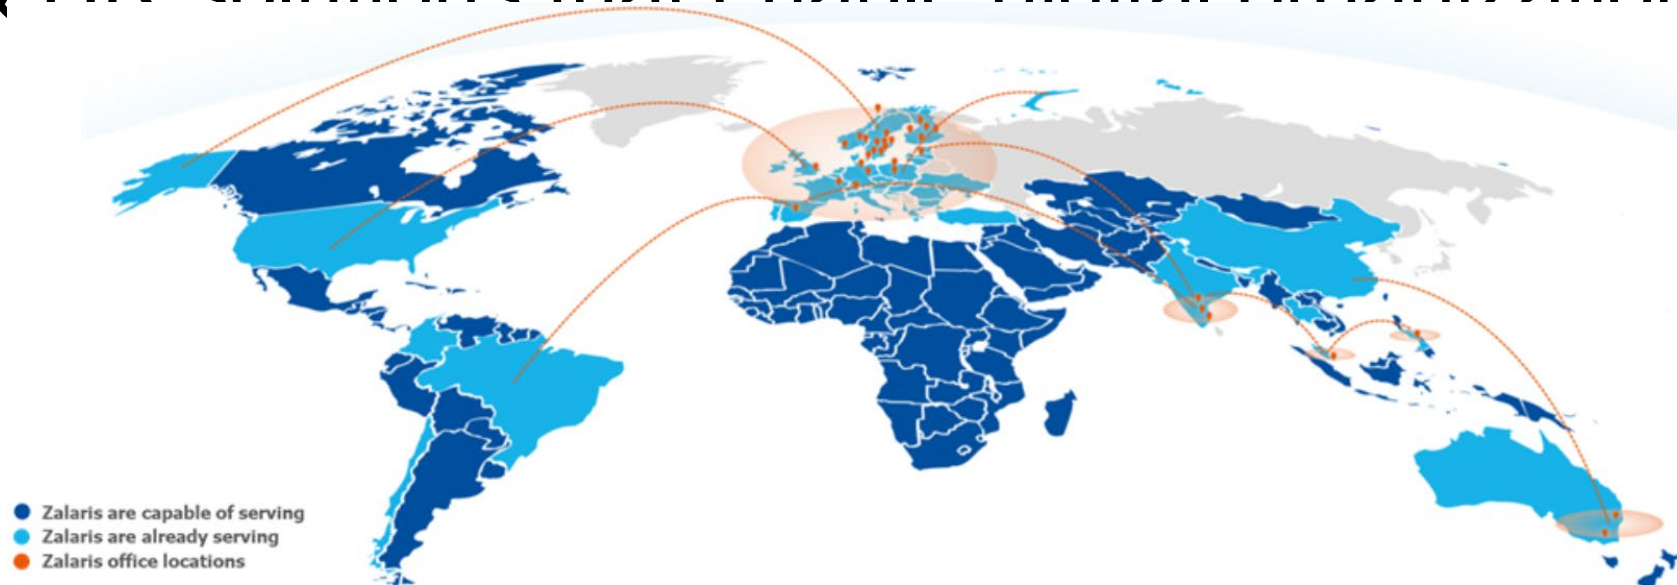 Zalaris are capable of serving
Zalaris are already serving
Zalaris office locations